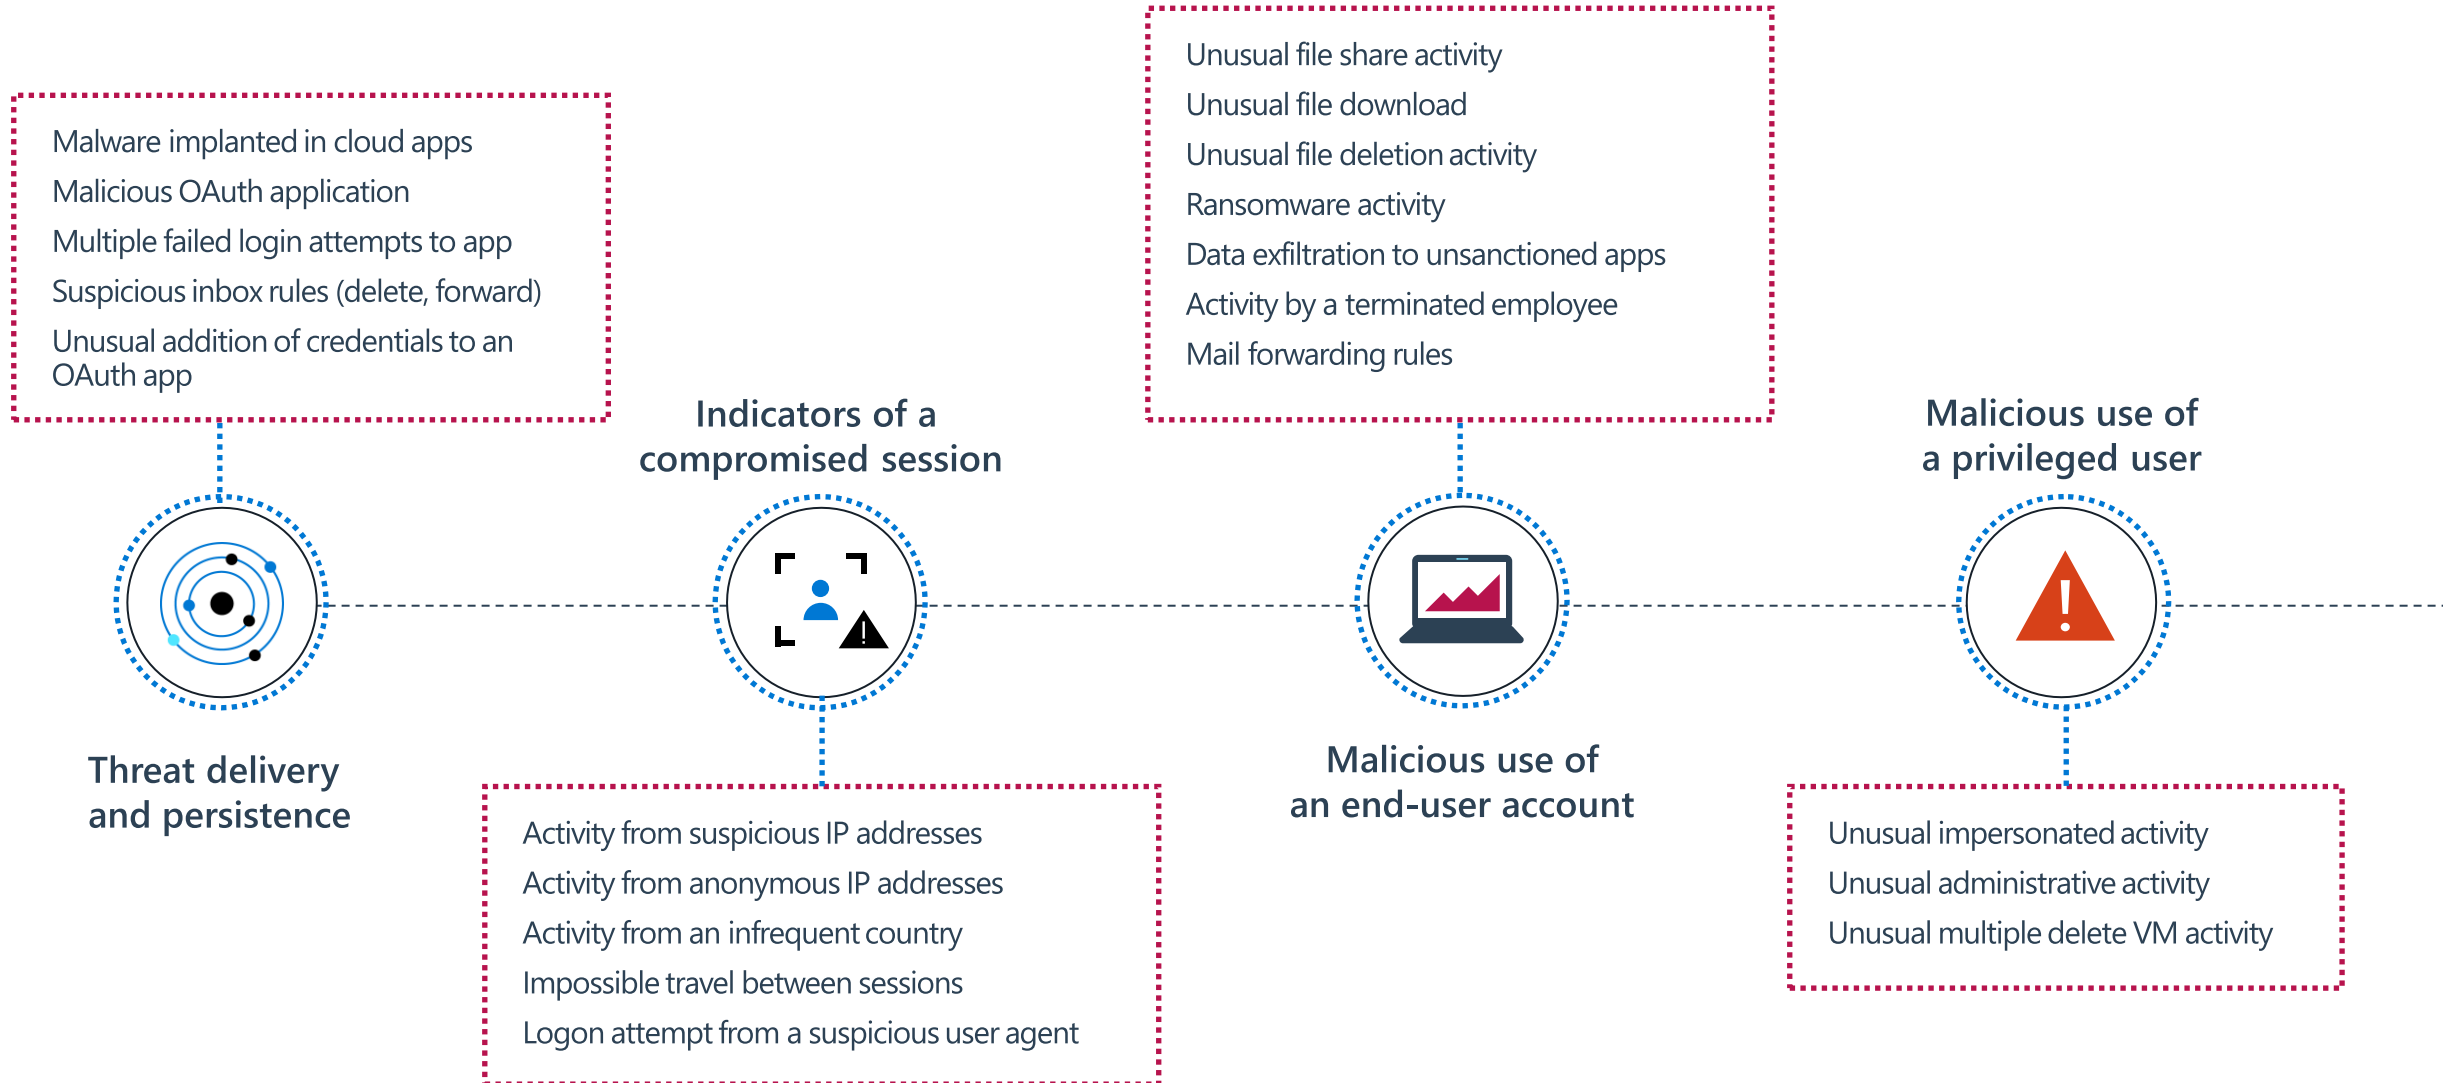 Malware implanted in cloud apps
Malicious OAuth application
Multiple failed login attempts to app
Suspicious inbox rules (delete, forward)
Unusual addition of credentials to an
OAuth app
Threat delivery
and persistence
Indicators of a
compromised session
Activity from suspicious IP addresses
Activity from anonymous IP addresses
Activity from an infrequent country
Impossible travel between sessions
Logon attempt from a suspicious user agent
Unusual file share activity
Unusual file download
Unusual file deletion activity
Ransomware activity
Data exfiltration to unsanctioned apps
Activity by a terminated employee
Mail forwarding rules
Malicious use of
an end-user account
Malicious use of
a privileged user
Unusual impersonated activity
Unusual administrative activity
Unusual multiple delete VM activity